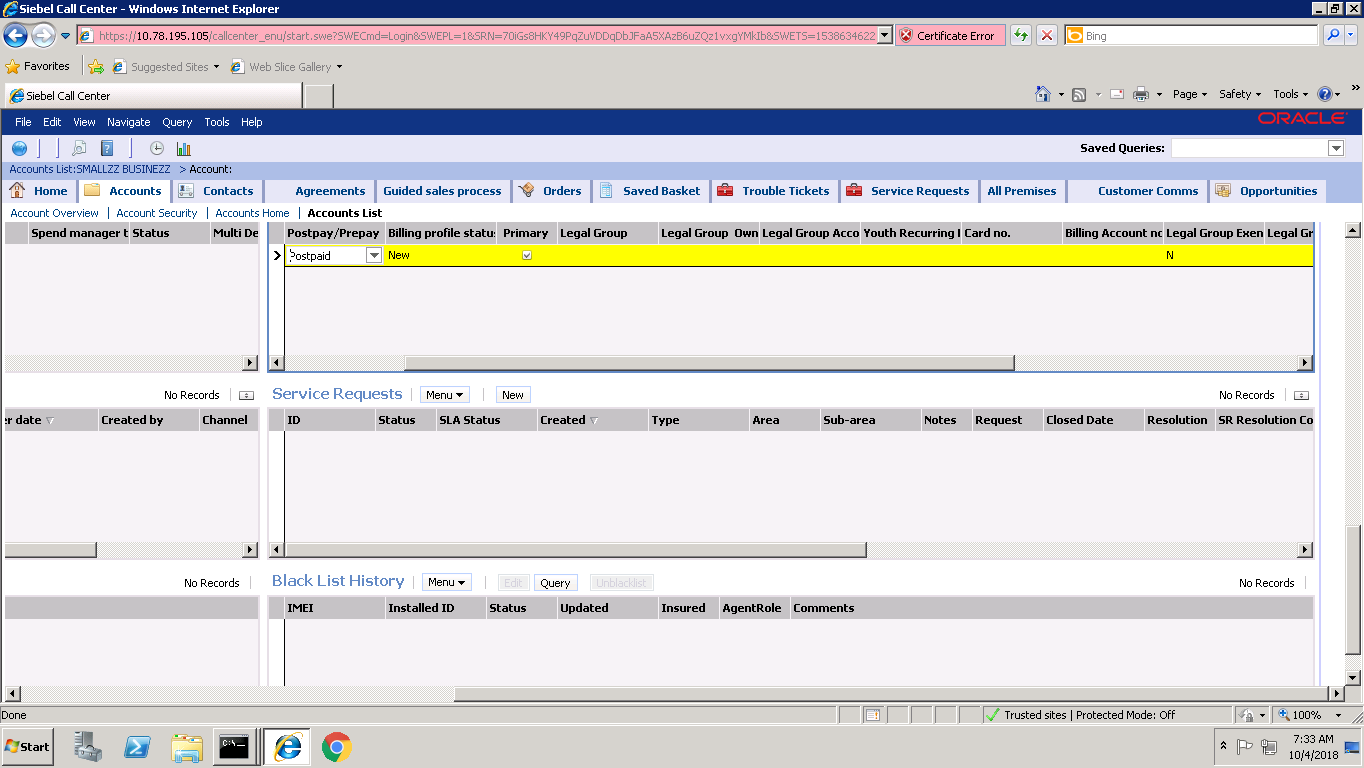 Siebel Call Center - Windows Internet Explorer
https://10.78.195.105/callcenter_enu/start.swe?SWECmd=Login&SWEPL=1&SRN=70iGs8HKY49PqZuVDDqDbJFaA5XAzB6uZQz1vxgYMkIb&SWETS=1538634622 Certificate Error Bing
Favorites Suggested Sites Web Slice Gallery
Siebel Call Center Page Safety Tools »
File Edit View Navigate Query Tools Help ORACLE
Saved Queries:
Accounts List:SMALLZZ BUSINEZZ > Account:
Home Accounts Contacts Agreements Guided sales process Orders Saved Basket Trouble Tickets Service Requests All Premises Customer Comms Opportunities
Account Overview | Account Security | Accounts Home | Accounts List
Spend manager t Status Multi De Postpay/Prepay Billing profile status Primary Legal Group Legal Group Own Legal Group Acco Youth Recurring Card no. Billing Account no Legal Group Exen Legal Gr
Postpaid New N
No Records Service Requests Menu New No Records
er date Created by Channel ID Status SLA Status Created Type Area Sub-area Notes Request Closed Date Resolution SR Resolution Co
No Records Black List History Menu Edit Query Unblacklist No Records
IMEI Installed ID Status Updated Insured AgentRole Comments
Done Trusted sites | Protected Mode: Off 100%
Start 7:33 AM
10/4/2018